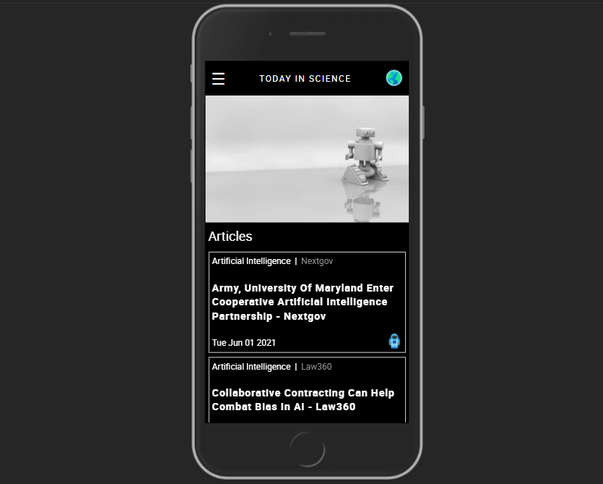 TODAY IN SCIENCE
Articles
Artificial Intelligence | Nextgov
Army, University Of Maryland Enter
Cooperative Artificial Intelligence
Partnership - Nextgov
Tue Jun 01 2021
Artificial Intelligence | Law360
Collaborative Contracting Can Help
Combat Bias In AI - Law360